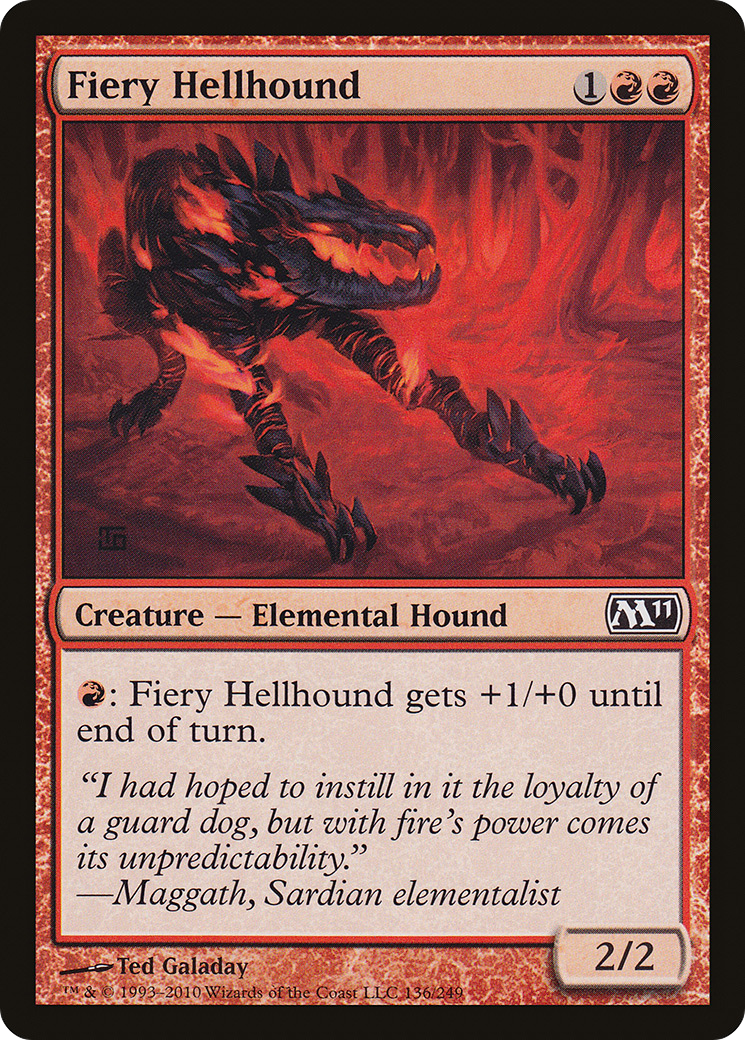 Fiery Hellhound
1
Creature — Elemental Hound
M11
: Fiery Hellhound gets +1/+0 until
end of turn.
“I had hoped to instill in it the loyalty of
a guard dog, but with fire’s power comes
its unpredictability.”
—Maggath, Sardian elementalist
2/2
Ted Galaday
™ & © 1993–2010 Wizards of the Coast LLC 136/249